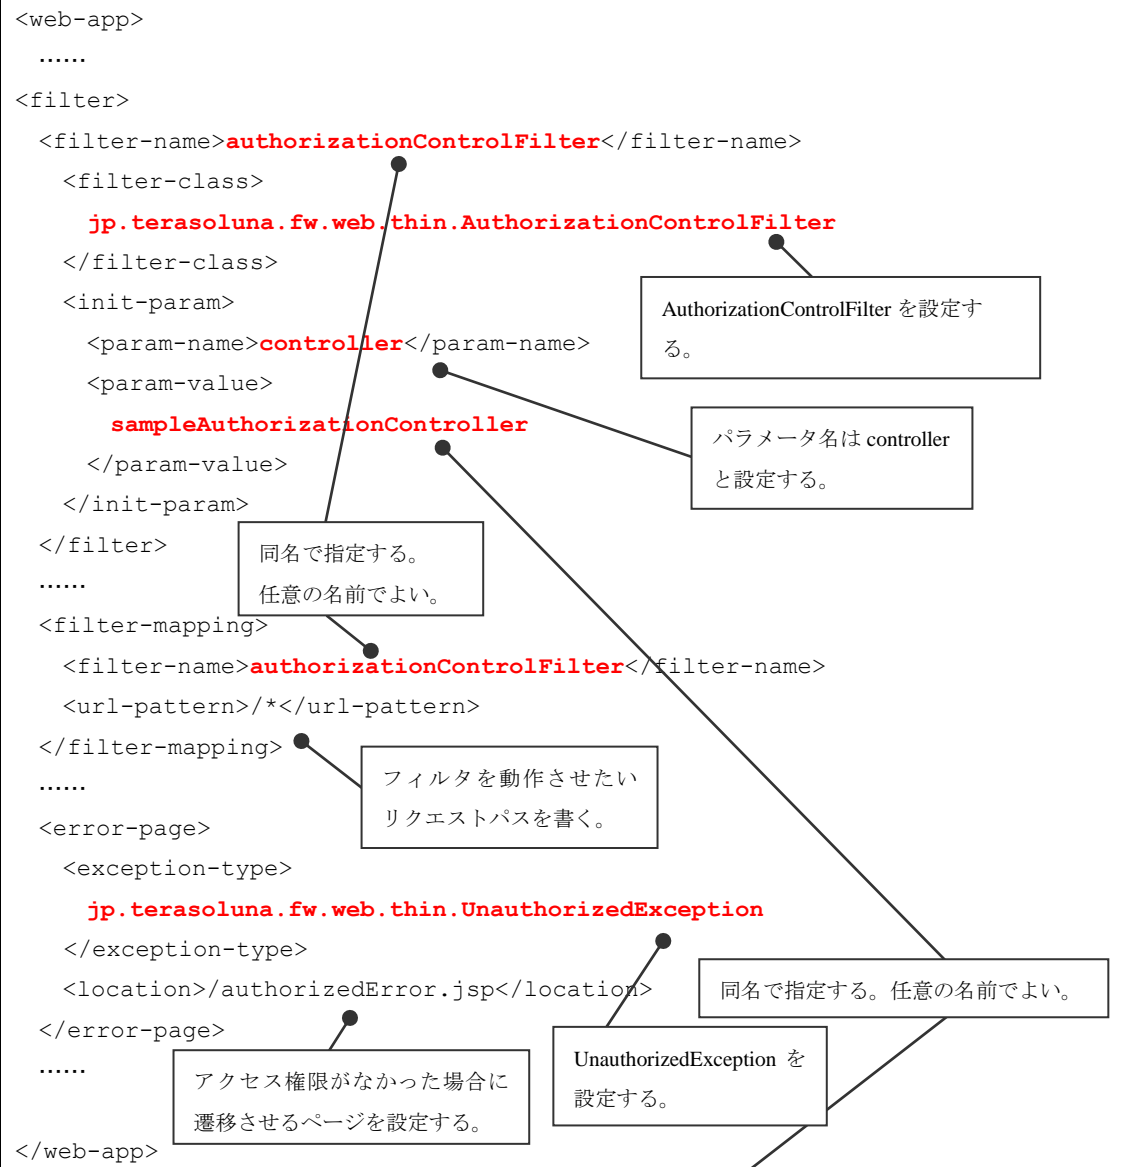 <web-app>
……
<filter>
<filter-name>authorizationControlFilter</filter-name>
<filter-class>
jp.terasoluna.fw.web.thin.AuthorizationControlFilter
</filter-class>
AuthorizationControlFilter を設定す
る。
<init-param>
<param-name>controller</param-name>
<param-value>
sampleAuthorizationController
パラメータ名は controller
と設定する。
</param-value>
</init-param>
</filter>
同名で指定する。
任意の名前でよい。
……
<filter-mapping>
<filter-name>authorizationControlFilter</filter-name>
<url-pattern>/*</url-pattern>
</filter-mapping>
フィルタを動作させたい
リクエストパスを書く。
……
<error-page>
<exception-type>
jp.terasoluna.fw.web.thin.UnauthorizedException
</exception-type>
<location>/authorizedError.jsp</location>
同名で指定する。任意の名前でよい。
</error-page>
UnauthorizedException を
設定する。
……
アクセス権限がなかった場合に
遷移させるページを設定する。
</web-app>